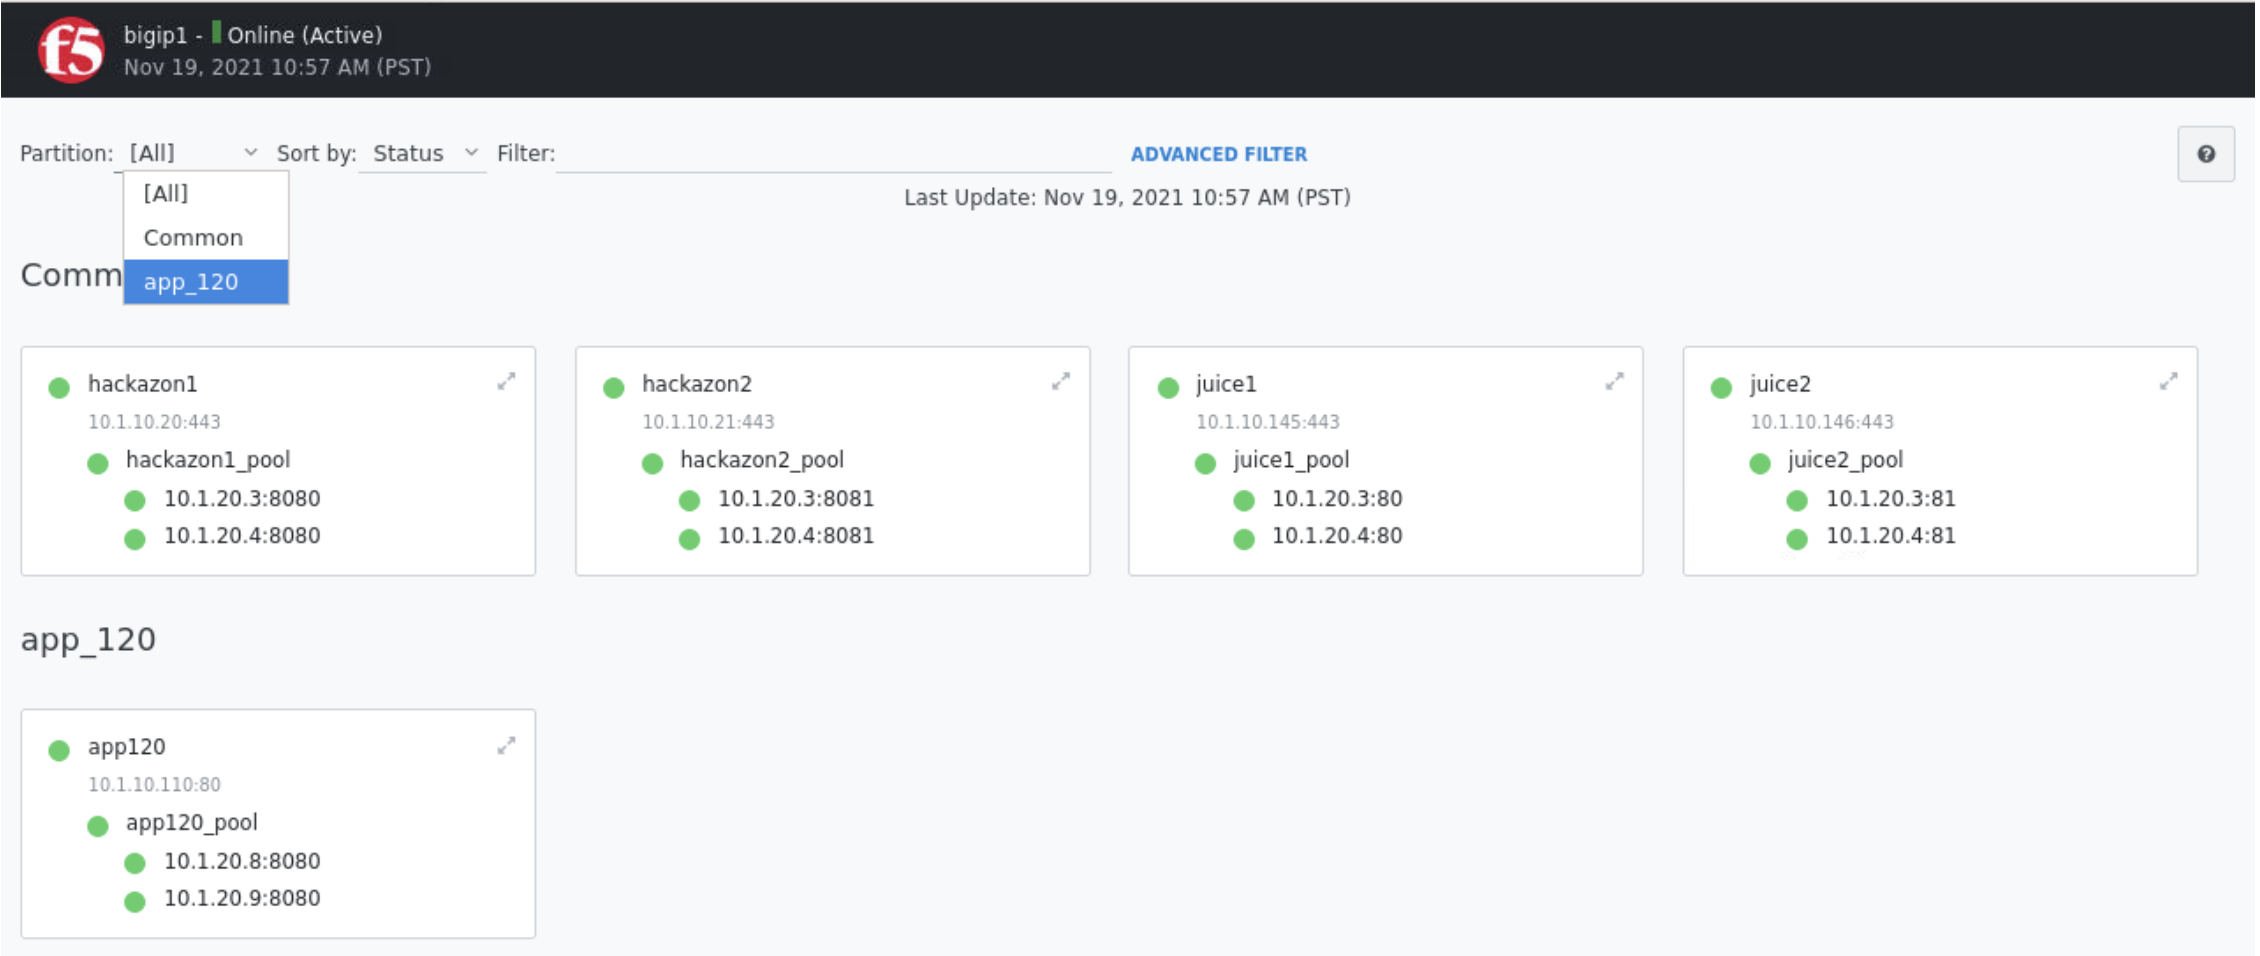 f5
bigip1 - Online (Active)
Nov 19, 2021 10:57 AM (PST)
Partition: [All] Sort by: Status Filter: ADVANCED FILTER
[All]
Common
app_120
Last Update: Nov 19, 2021 10:57 AM (PST)
Comm
hackazon1
10.1.10.20:443
hackazon1_pool
10.1.20.3:8080
10.1.20.4:8080
hackazon2
10.1.10.21:443
hackazon2_pool
10.1.20.3:8081
10.1.20.4:8081
juice1
10.1.10.145:443
juice1_pool
10.1.20.3:80
10.1.20.4:80
juice2
10.1.10.146:443
juice2_pool
10.1.20.3:81
10.1.20.4:81
app_120
app120
10.1.10.110:80
app120_pool
10.1.20.8:8080
10.1.20.9:8080